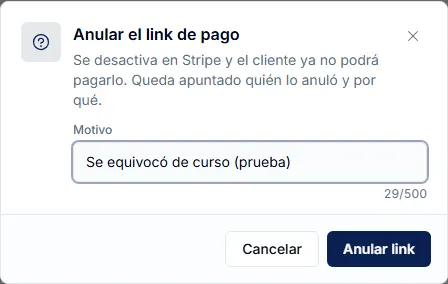 Anular el link de pago
Se desactiva en Stripe y el cliente ya no podrá
pagarlo. Queda apuntado quién lo anuló y por
qué.
Motivo
Se equivocó de curso (prueba)
29/500
Cancelar
Anular link